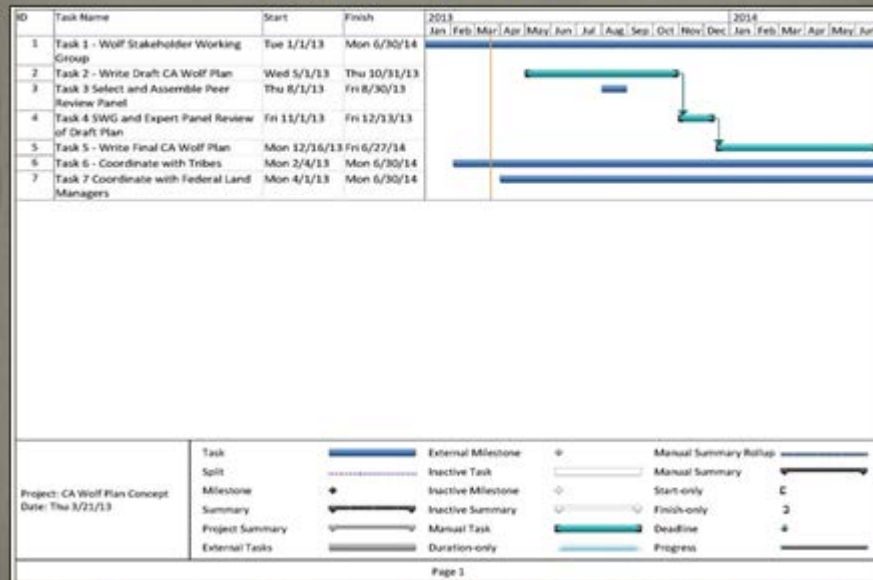 ID Task Name Start Finish 2013 2014
Jan Feb Mar Apr May Jun Jul Aug Sep Oct Nov Dec Jan Feb Mar Apr May Jun
1 Task 1 - Wolf Stakeholder Working Tue 1/1/13 Mon 6/30/14
Group
2 Task 2 - Write Draft CA Wolf Plan Wed 5/1/13 Thu 10/31/13
3 Task 3 Select and Assemble Peer Thu 8/1/13 Fri 8/30/13
Review Panel
4 Task 4 SWG and Expert Panel Review Fri 11/1/13 Fri 12/13/13
of Draft Plan
5 Task 5 - Write Final CA Wolf Plan Mon 12/16/13 Fri 6/27/14
6 Task 6 - Coordinate with Tribes Mon 2/4/13 Mon 6/30/14
7 Task 7 Coordinate with Federal Land Mon 4/1/13 Mon 6/30/14
Managers
Project: CA Wolf Plan Concept
Date: Thu 3/21/13
Task External Milestone Manual Summary Rollup
Split Inactive Task Manual Summary
Milestone Inactive Milestone Start-only
Summary Inactive Summary Finish-only
Project Summary Manual Task Deadline
External Tasks Duration-only Progress
Page 1